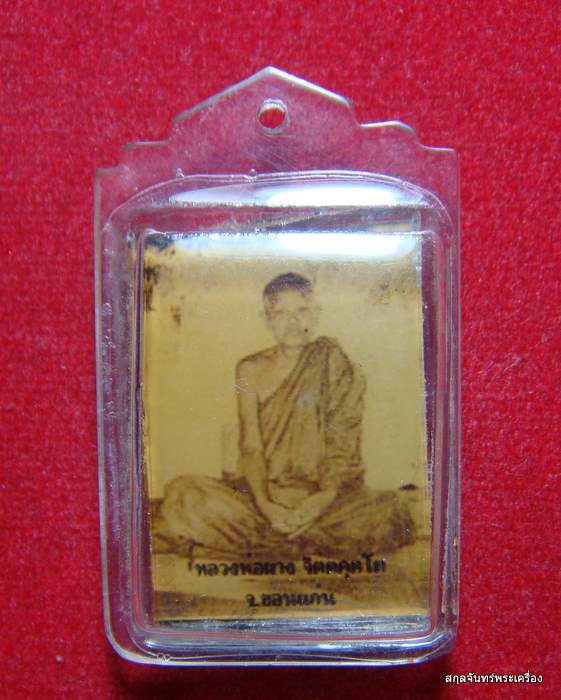 หลวงพ่อผาง จิตตคุตโต
จ.ขอนแก่น
สกุลจันทร์พระเครื่อง